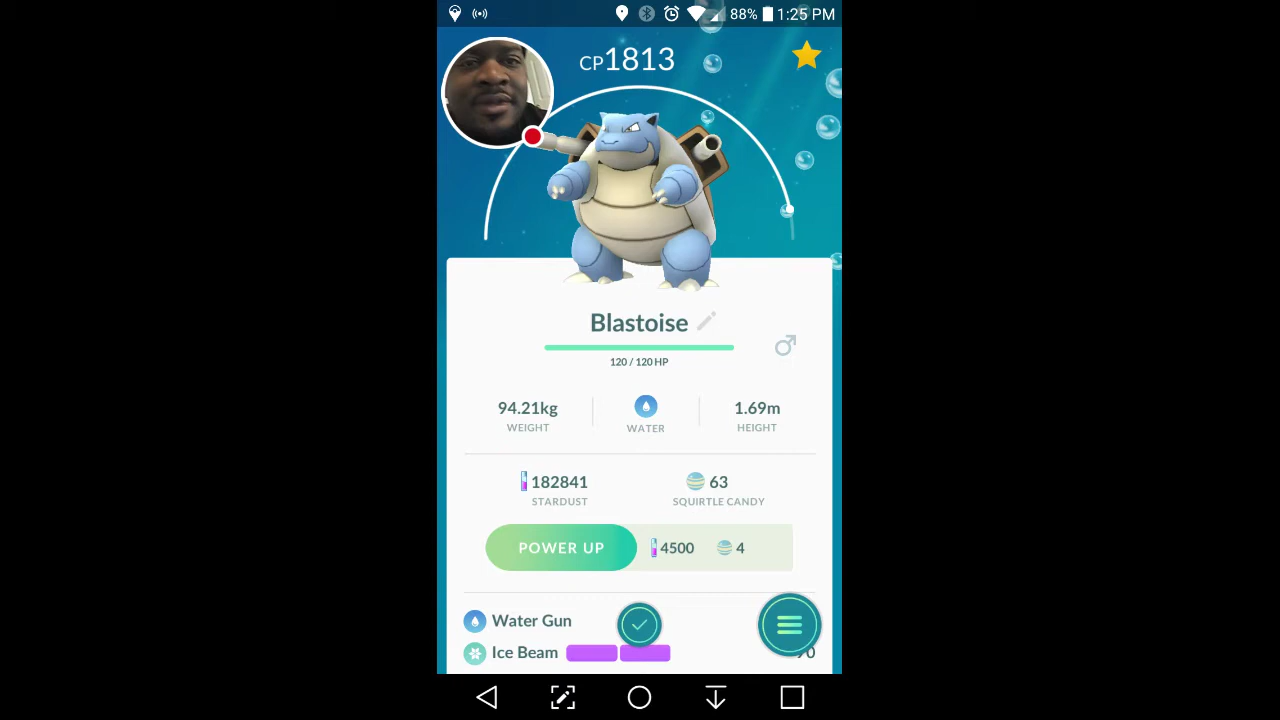 88% 1:25 PM
CP1813
Blastoise
120 / 120 HP
94.21kg
WEIGHT
WATER
1.69m
HEIGHT
182841
STARDUST
63
SQUIRTLE CANDY
POWER UP 4500 4
Water Gun
Ice Beam